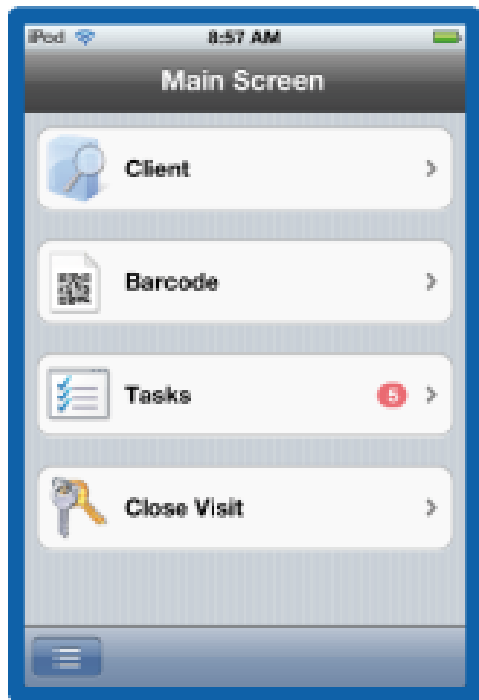 iPod 8:57 AM
Main Screen
Client
Barcode
Tasks 5
Close Visit